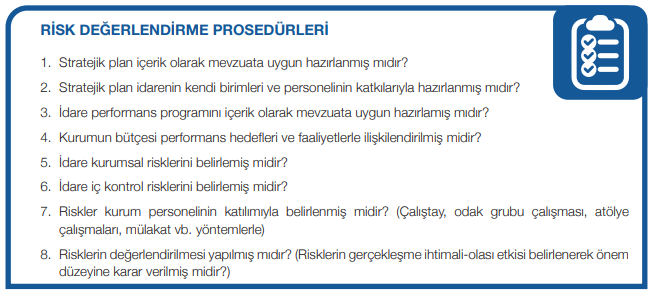 RİSK DEĞERLENDİRME PROSEDÜRLERİ
1. Stratejik plan içerik olarak mevzuata uygun hazırlanmış mıdır?
2. Stratejik plan idarenin kendi birimleri ve personelinin katkılarıyla hazırlanmış mıdır?
3. İdare performans programını içerik olarak mevzuata uygun hazırlamış mıdır?
4. Kurumun bütçesi performans hedefleri ve faaliyetlerle ilişkilendirilmiş midir?
5. İdare kurumsal risklerini belirlemiş midir?
6. İdare iç kontrol risklerini belirlemiş midir?
7. Riskler kurum personelinin katılımıyla belirlenmiş midir? (Çalıştay, odak grubu çalışması, atölye
çalışmaları, mülakat vb. yöntemlerle)
8. Risklerin değerlendirilmesi yapılmış mıdır? (Risklerin gerçekleşme ihtimali-olası etkisi belirlenerek önem
düzeyine karar verilmiş midir?)